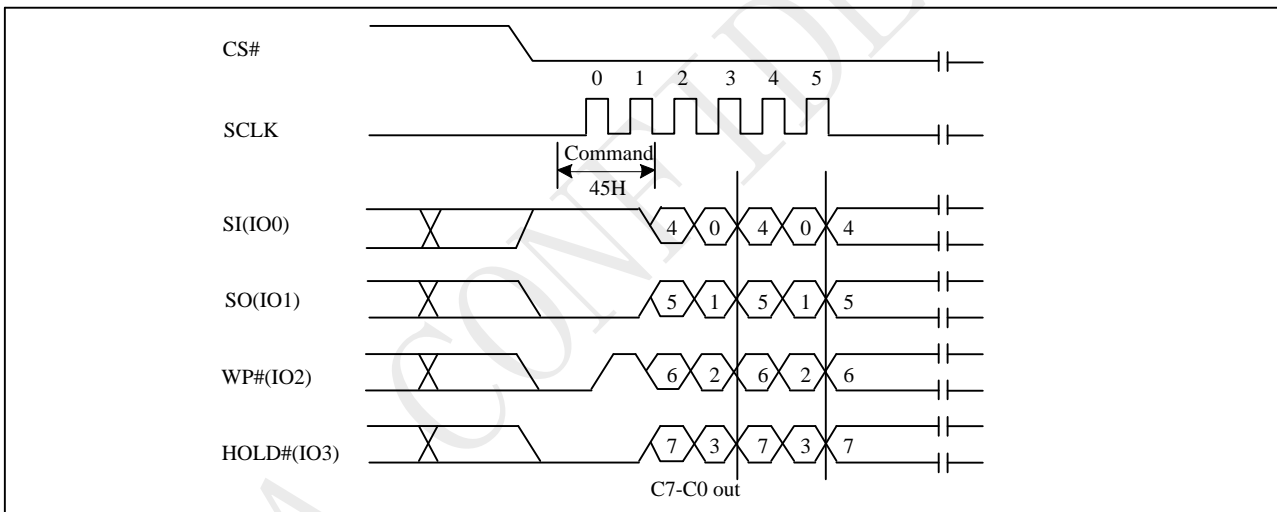 CS#
0 1 2 3 4 5
SCLK
Command
45H
SI(IO0) 4 0 4 0 4
SO(IO1) 5 1 5 1 5
WP#(IO2) 6 2 6 2 6
HOLD#(IO3) 7 3 7 3 7
C7-C0 out